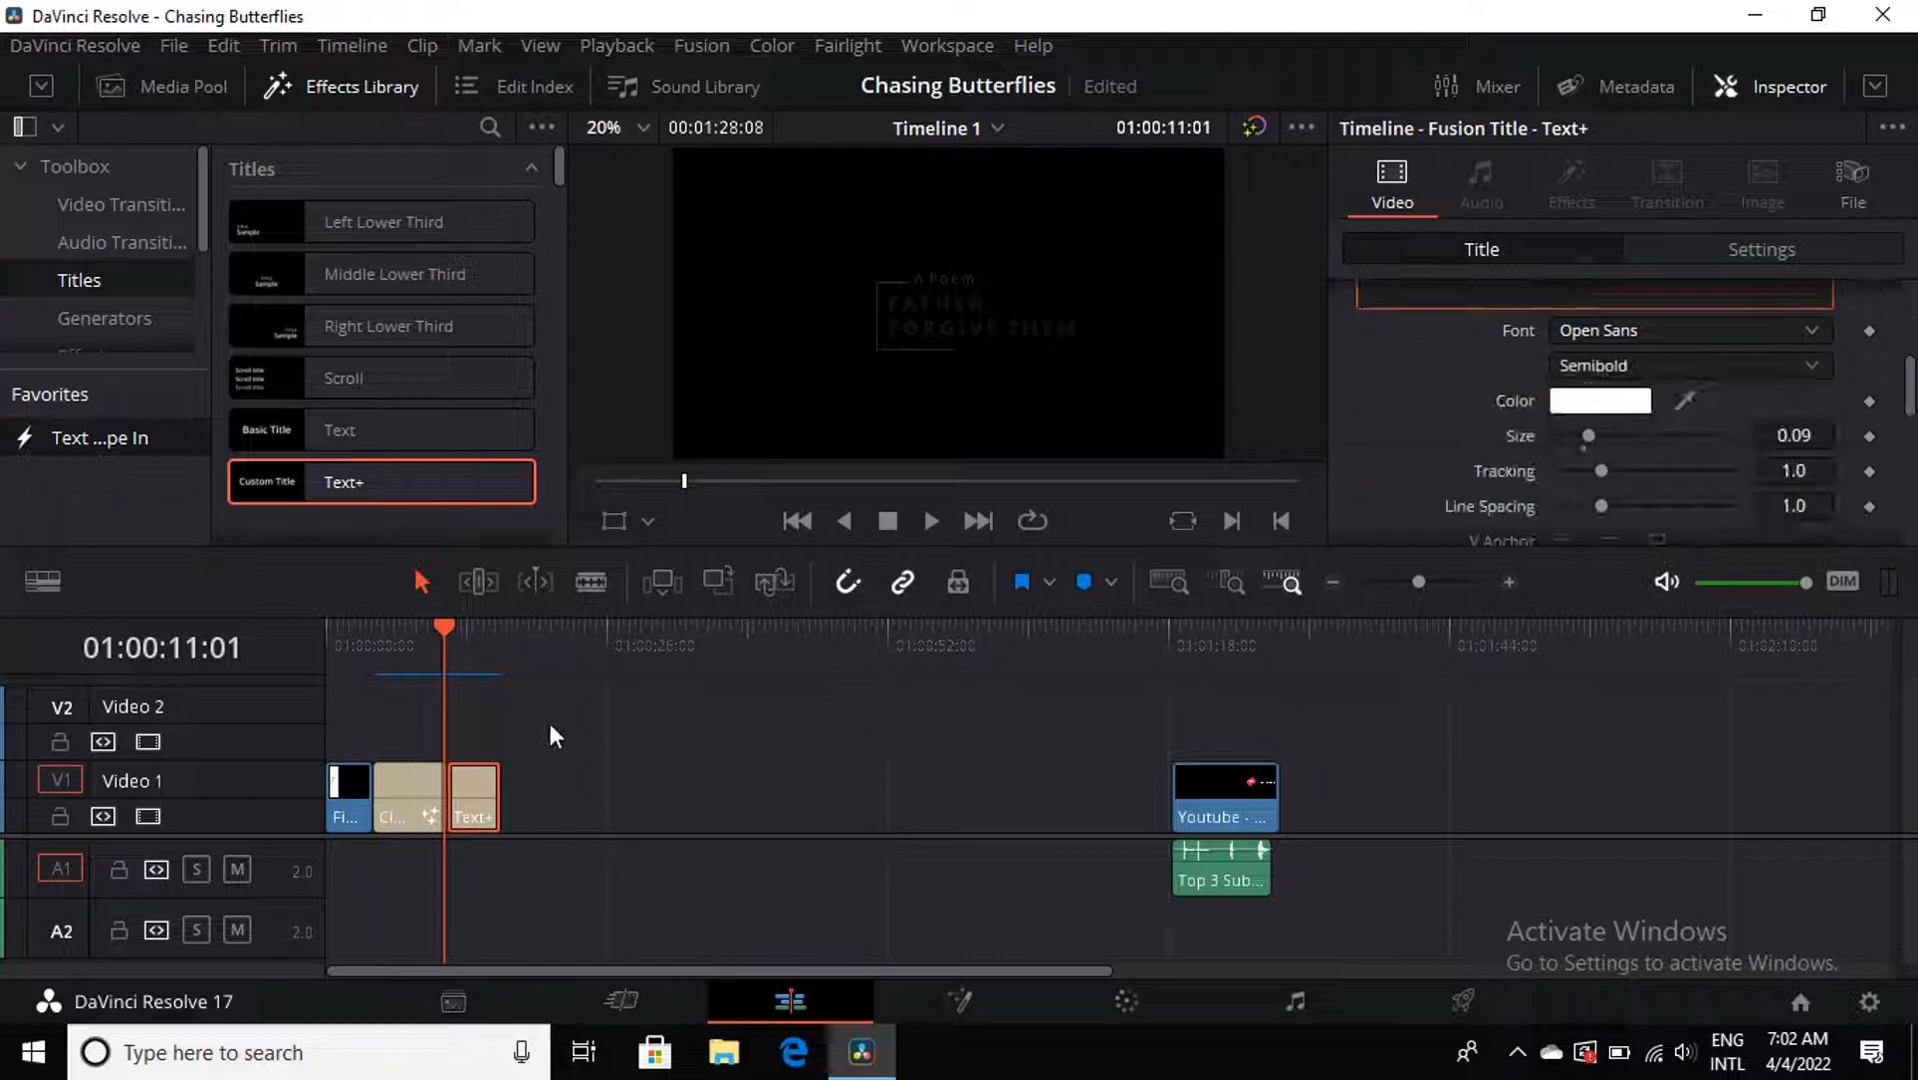 DaVinci Resolve - Chasing Butterflies
DaVinci Resolve File Edit Trim Timeline Clip Mark View Playback Fusion Color Fairlight Workspace Help
Media Pool Effects Library Edit Index Sound Library Chasing Butterflies Edited Mixer Metadata Inspector
20% 00:01:28:08 Timeline 1 01:00:11:01 Timeline - Fusion Title - Text+
Toolbox
Video Transiti...
Audio Transiti...
Titles
Generators
Favorites
Text ...pe In
Titles
Left Lower Third
Middle Lower Third
Right Lower Third
Scroll title
Scroll title
Scroll title
Scroll
Basic Title Text
Custom Title Text+
A Poem
FATHER
FORGIVE THEM
Video Audio Effects Transition Image File
Title Settings
Font Open Sans
Semibold
Color
Size 0.09
Tracking 1.0
Line Spacing 1.0
V Anchor
DIM
01:00:11:01
01:00:00:00 01:00:26:00 01:00:52:00 01:01:18:00 01:01:44:00 01:02:10:00
V2 Video 2
V1 Video 1
Fi... Cl... Text+ Youtube - ...
A1 S M 2.0
Top 3 Sub...
A2 S M 2.0
Activate Windows
Go to Settings to activate Windows.
DaVinci Resolve 17
Type here to search
ENG
INTL
7:02 AM
4/4/2022